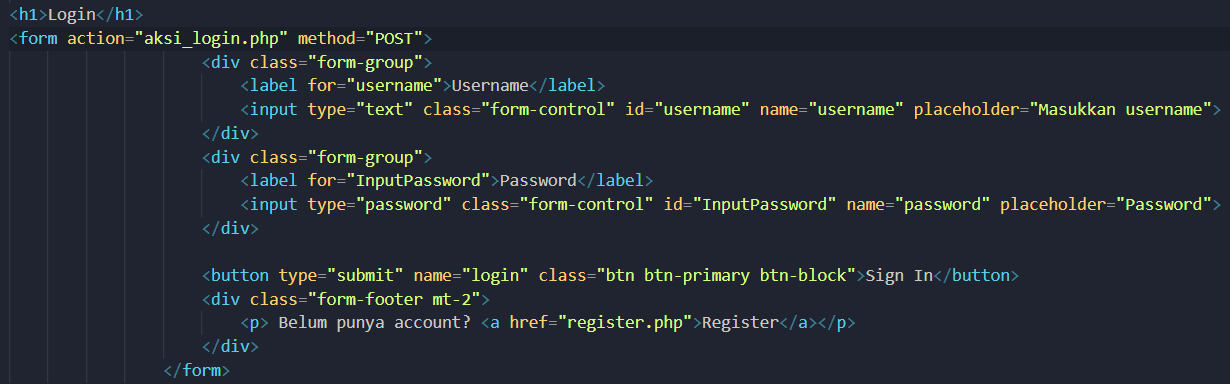 <h1>Login</h1>
<form action="aksi_login.php" method="POST">
<div class="form-group">
<label for="username">Username</label>
<input type="text" class="form-control" id="username" name="username" placeholder="Masukkan username">
</div>
<div class="form-group">
<label for="InputPassword">Password</label>
<input type="password" class="form-control" id="InputPassword" name="password" placeholder="Password">
</div>
<button type="submit" name="login" class="btn btn-primary btn-block">Sign In</button>
<div class="form-footer mt-2">
<p> Belum punya account? <a href="register.php">Register</a></p>
</div>
</form>